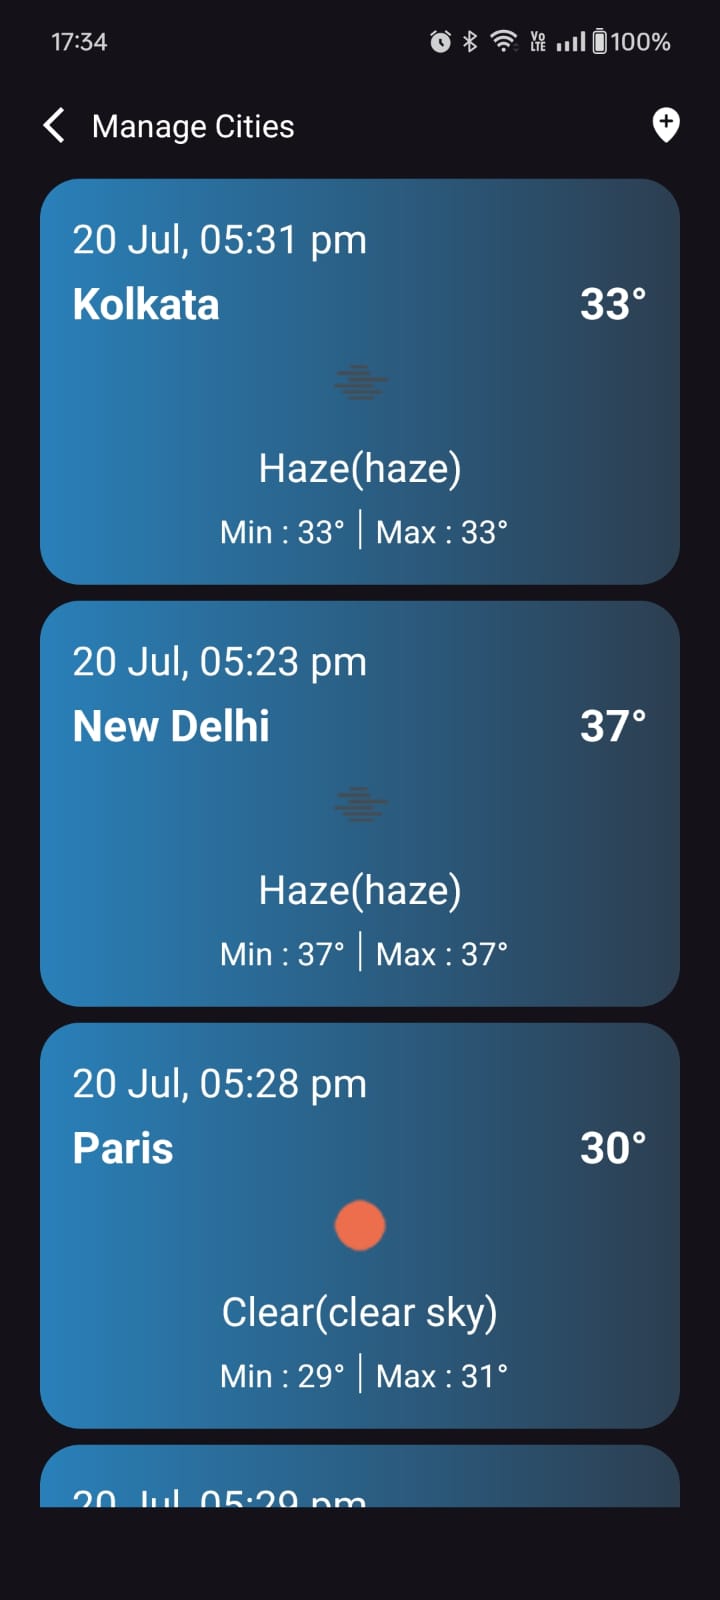 17:34 VoLTE 100%
Manage Cities
20 Jul, 05:31 pm
Kolkata 33°
Haze(haze)
Min : 33° | Max : 33°
20 Jul, 05:23 pm
New Delhi 37°
Haze(haze)
Min : 37° | Max : 37°
20 Jul, 05:28 pm
Paris 30°
Clear(clear sky)
Min : 29° | Max : 31°
20 Jul, 05:29 pm